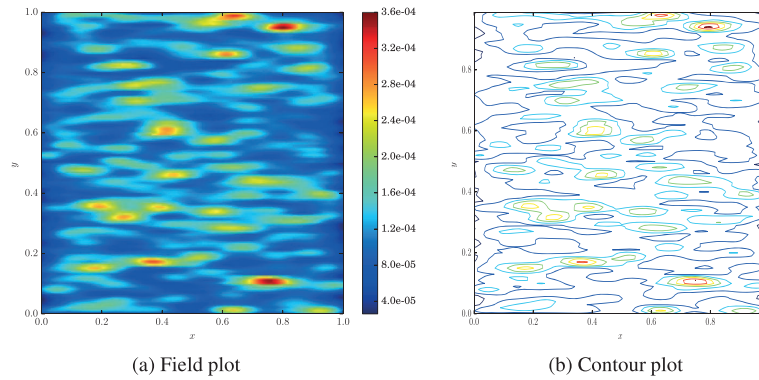 1.0
0.8
0.6
0.4
0.2
0.0
y
0.0 0.2 0.4 0.6 0.8 1.0
x
3.6e-04
3.2e-04
2.8e-04
2.4e-04
2.0e-04
1.6e-04
1.2e-04
8.0e-05
4.0e-05
(a) Field plot
0.8
0.6
0.4
0.2
0.0
y
0.0 0.2 0.4 0.6 0.8
x
(b) Contour plot